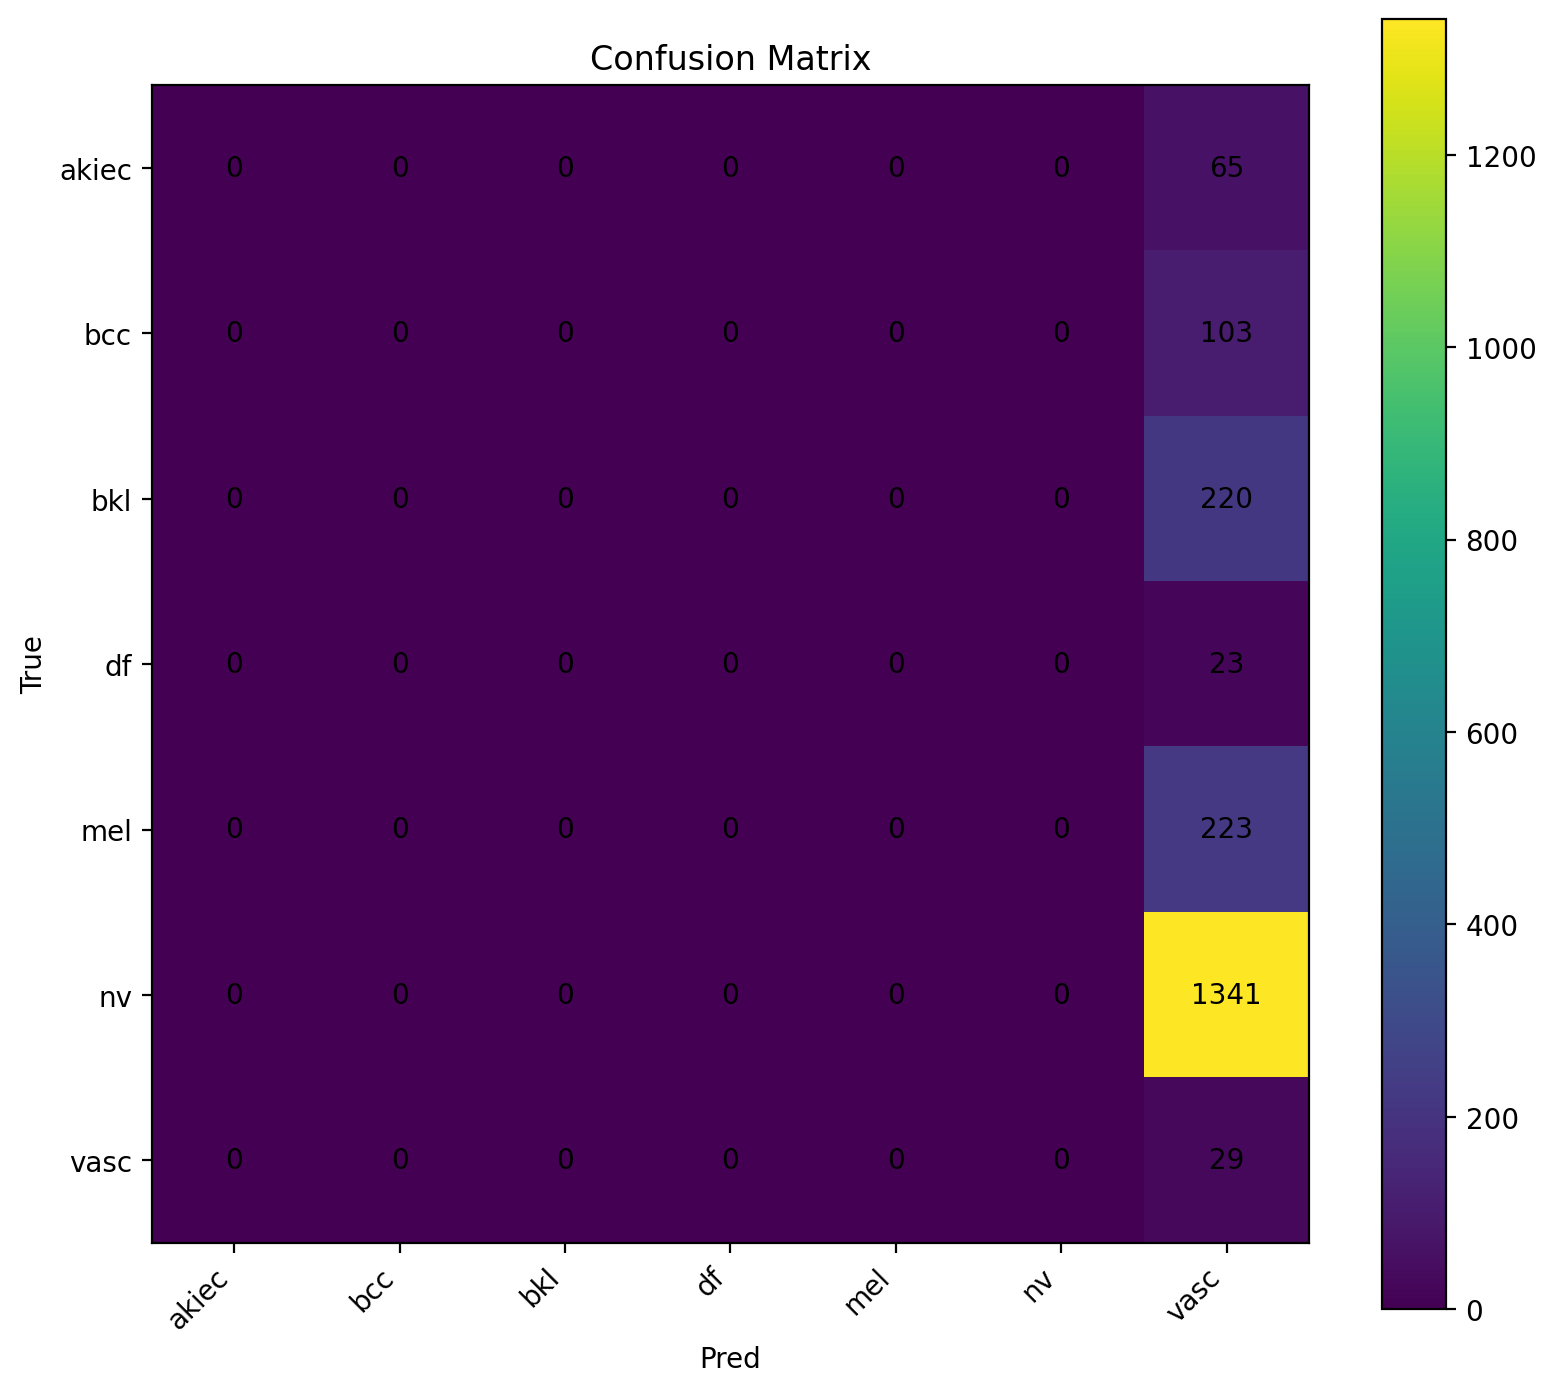 Confusion Matrix
akiec 0 0 0 0 0 0 65
bcc 0 0 0 0 0 0 103
bkl 0 0 0 0 0 0 220
df 0 0 0 0 0 0 23
mel 0 0 0 0 0 0 223
nv 0 0 0 0 0 0 1341
vasc 0 0 0 0 0 0 29
True
akiec bcc bkl df mel nv vasc
Pred
1200
1000
800
600
400
200
0